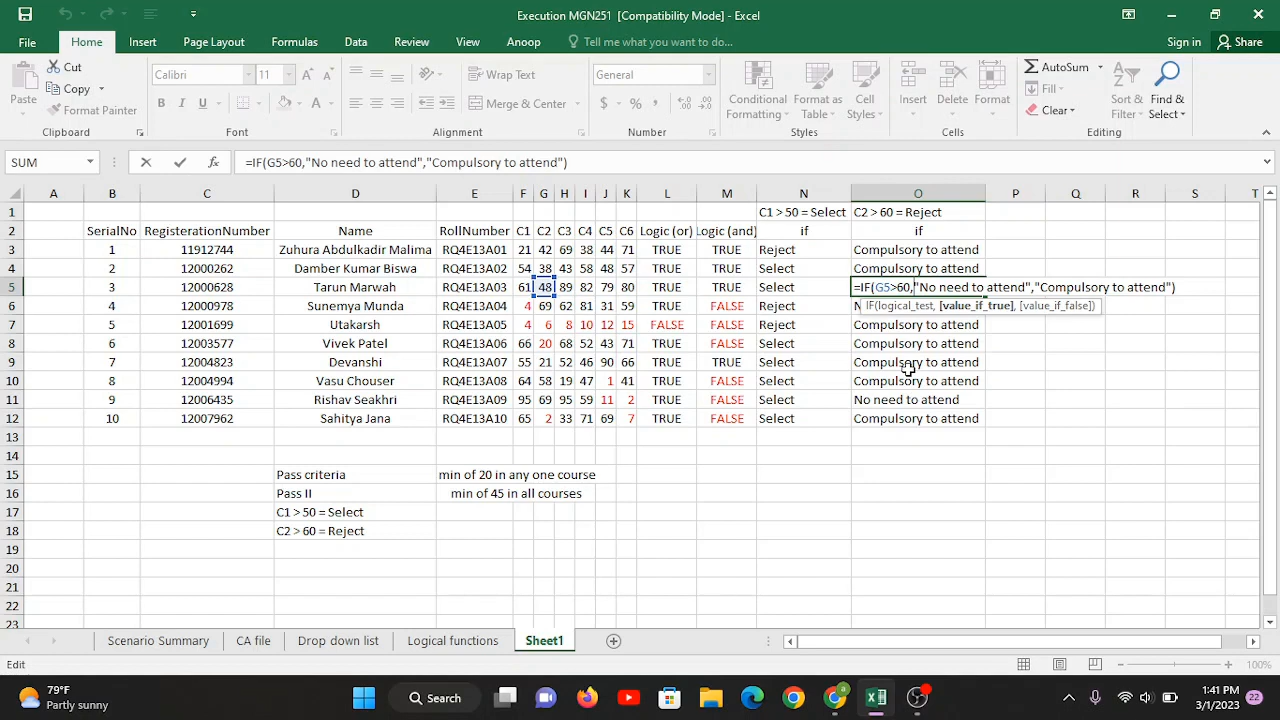 Execution MGN251 [Compatibility Mode] - Excel
File Home Insert Page Layout Formulas Data Review View Anoop Tell me what you want to do... Sign in Share
Paste Cut Copy Format Painter Clipboard
Calibri 11 B I U A Font
Wrap Text Merge & Center Alignment
General $ % , Number
Conditional Formatting Format as Table Cell Styles Styles
Insert Delete Format Cells
AutoSum Fill Clear Sort & Filter Find & Select Editing
SUM fx =IF(G5>60,"No need to attend","Compulsory to attend")
A B C D E F G H I J K L M N O P Q R S T
1 C1 > 50 = Select C2 > 60 = Reject
2 SerialNo RegisterationNumber Name RollNumber C1 C2 C3 C4 C5 C6 Logic (or) Logic (and) if if
3 1 11912744 Zuhura Abdulkadir Malima RQ4E13A01 21 42 69 38 44 71 TRUE TRUE Reject Compulsory to attend
4 2 12000262 Damber Kumar Biswa RQ4E13A02 54 38 43 58 48 57 TRUE TRUE Select Compulsory to attend
5 3 12000628 Tarun Marwah RQ4E13A03 61 48 89 82 79 80 TRUE TRUE Select =IF(G5>60,"No need to attend","Compulsory to attend")
6 4 12000978 Sunemya Munda RQ4E13A04 4 69 62 81 31 59 TRUE FALSE Reject N IF(logical_test, [value_if_true], [value_if_false])
7 5 12001699 Utakarsh RQ4E13A05 4 6 8 10 12 15 FALSE FALSE Reject Compulsory to attend
8 6 12003577 Vivek Patel RQ4E13A06 66 20 68 52 43 71 TRUE FALSE Select Compulsory to attend
9 7 12004823 Devanshi RQ4E13A07 55 21 52 46 90 66 TRUE TRUE Select Compulsory to attend
10 8 12004994 Vasu Chouser RQ4E13A08 64 58 19 47 1 41 TRUE FALSE Select Compulsory to attend
11 9 12006435 Rishav Seakhri RQ4E13A09 95 69 95 59 11 2 TRUE FALSE Select No need to attend
12 10 12007962 Sahitya Jana RQ4E13A10 65 2 33 71 69 7 TRUE FALSE Select Compulsory to attend
13
14
15 Pass criteria min of 20 in any one course
16 Pass II min of 45 in all courses
17 C1 > 50 = Select
18 C2 > 60 = Reject
19
20
21
22
23
Scenario Summary CA file Drop down list Logical functions Sheet1
Edit 100%
79°F
Partly sunny
Search
1:41 PM
3/1/2023 22